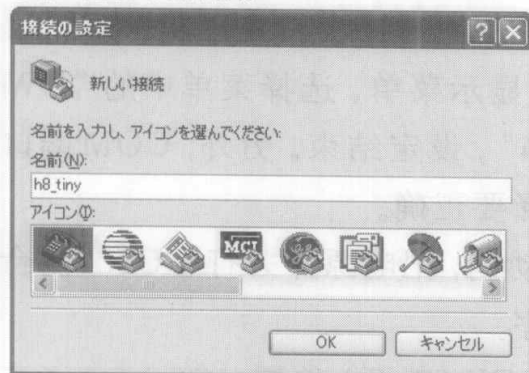 接続の設定
新しい接続
名前を入力し、アイコンを選んでください:
名前(N):
h8_tiny
アイコン(I):
MCI
OK
キャンセル